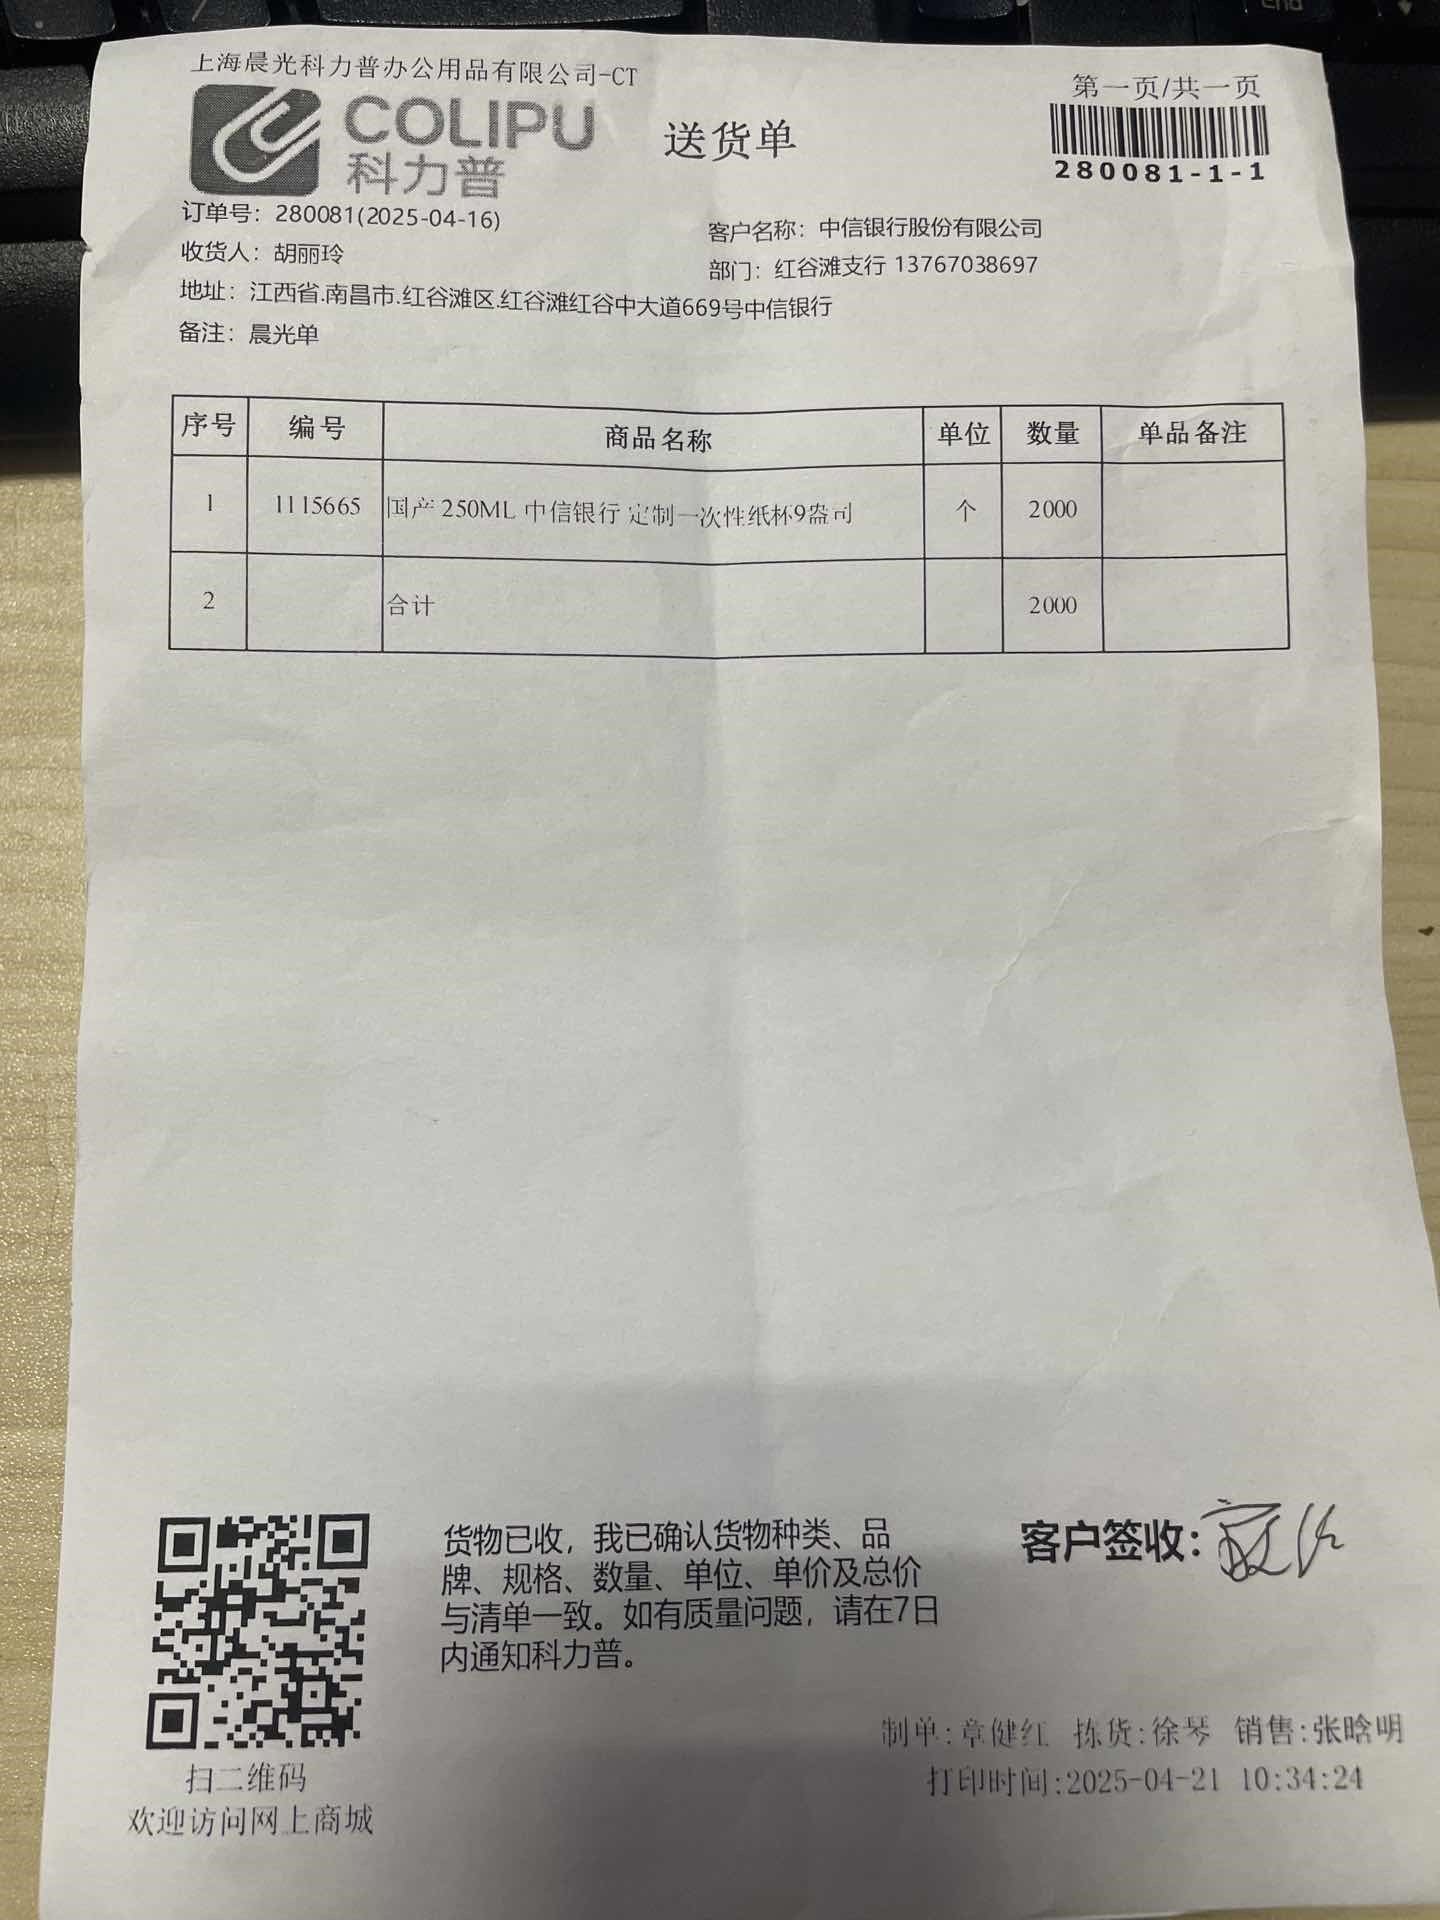 上海晨光科力普办公用品有限公司-CT
COLIPU
科力普
送货单
第一页/共一页
280081-1-1
订单号：280081(2025-04-16)
客户名称：中信银行股份有限公司
收货人：胡丽玲
部门：红谷滩支行 13767038697
地址：江西省.南昌市.红谷滩区.红谷滩红谷中大道669号中信银行
备注：晨光单
序号 编号 商品名称 单位 数量 单品备注
1 1115665 国产 250ML 中信银行 定制一次性纸杯9盎司 个 2000
2 合计 2000
货物已收，我已确认货物种类、品
牌、规格、数量、单位、单价及总价
与清单一致。如有质量问题，请在7日
内通知科力普。
客户签收：
扫二维码
欢迎访问网上商城
制单:章健红 拣货:徐琴 销售:张晗明
打印时间:2025-04-21 10:34:24
End